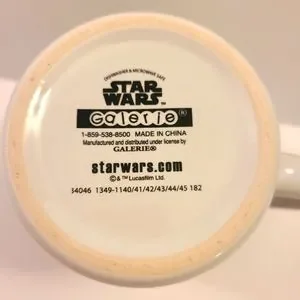 DISHWASHER & MICROWAVE SAFE
STAR
WARS™
Galerie®
1-859-538-8500 MADE IN CHINA
Manufactured and distributed under license by
GALERIE®
starwars.com
©& ™ Lucasfilm Ltd.
34046 1349-1140/41/42/43/44/45 182